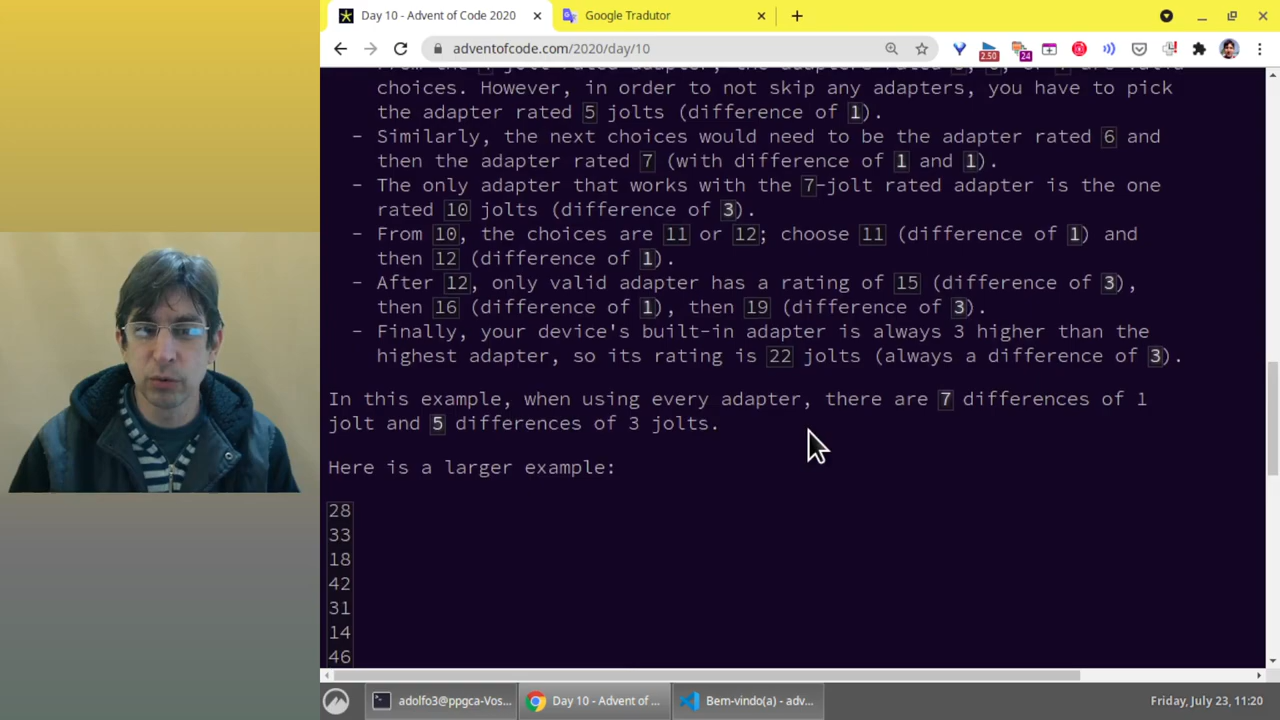 Day 10 - Advent of Code 2020
Google Tradutor
adventofcode.com/2020/day/10
2.50
24
choices. However, in order to not skip any adapters, you have to pick
the adapter rated 5 jolts (difference of 1).
- Similarly, the next choices would need to be the adapter rated 6 and
then the adapter rated 7 (with difference of 1 and 1).
- The only adapter that works with the 7-jolt rated adapter is the one
rated 10 jolts (difference of 3).
- From 10, the choices are 11 or 12; choose 11 (difference of 1) and
then 12 (difference of 1).
- After 12, only valid adapter has a rating of 15 (difference of 3),
then 16 (difference of 1), then 19 (difference of 3).
- Finally, your device's built-in adapter is always 3 higher than the
highest adapter, so its rating is 22 jolts (always a difference of 3).
In this example, when using every adapter, there are 7 differences of 1
jolt and 5 differences of 3 jolts.
Here is a larger example:
28
33
18
42
31
14
46
adolfo3@ppgca-Vos...
Day 10 - Advent of ...
Bem-vindo(a) - adv...
Friday, July 23, 11:20